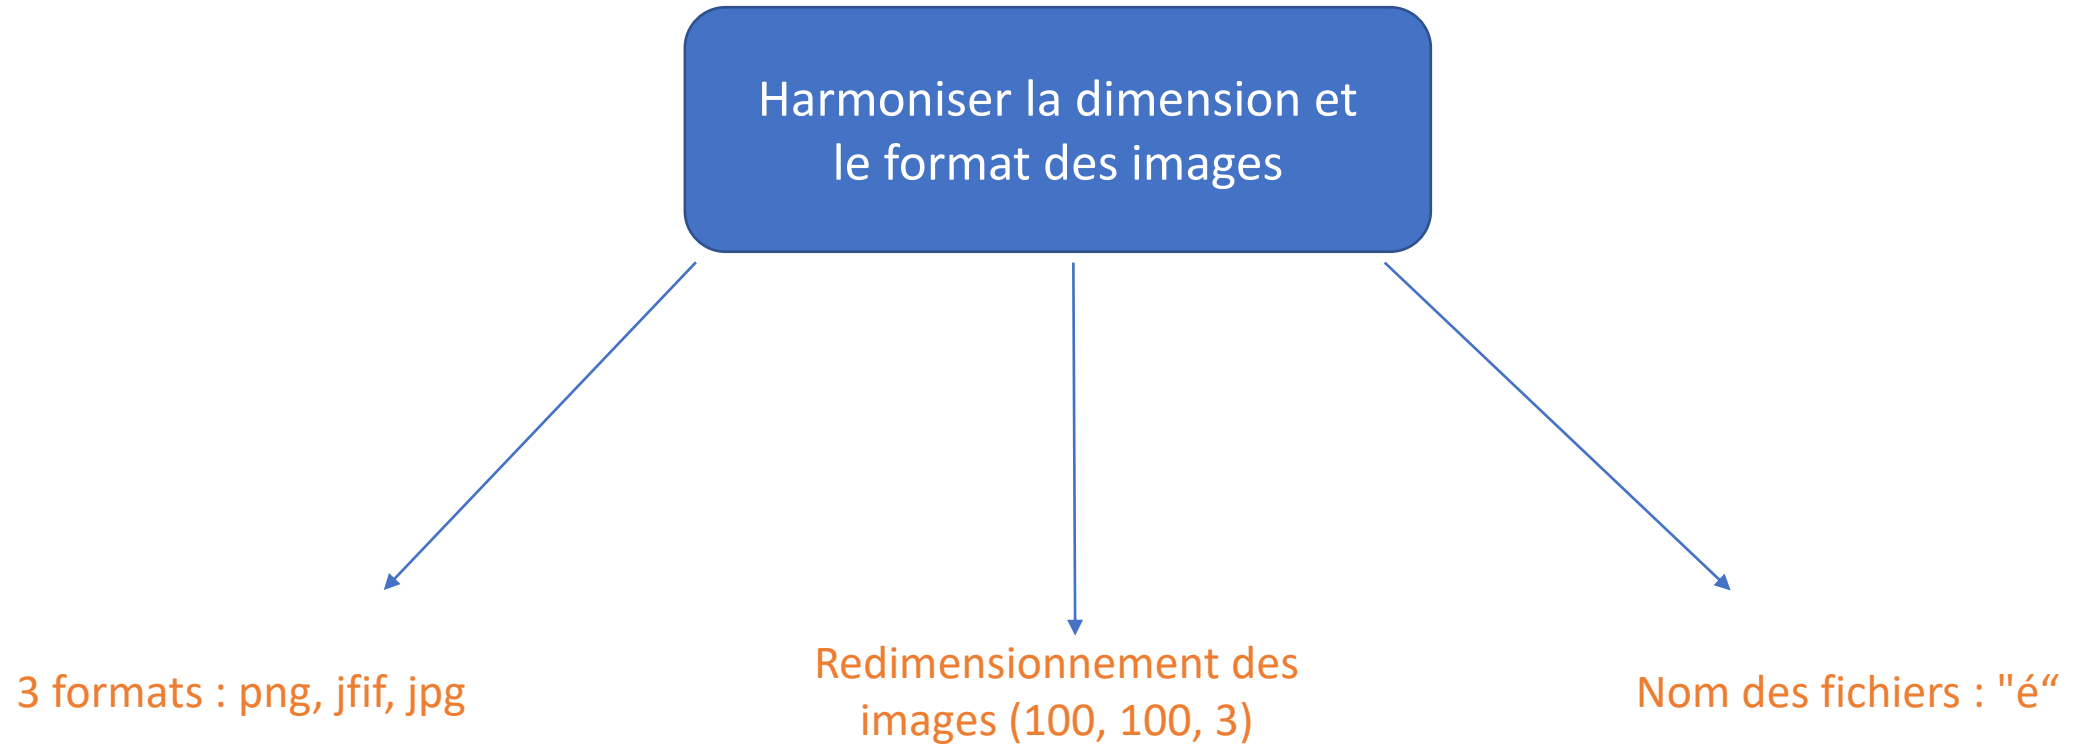 Harmoniser la dimension et
le format des images
3 formats : png, jfif, jpg
Redimensionnement des
images (100, 100, 3)
Nom des fichiers : "é“